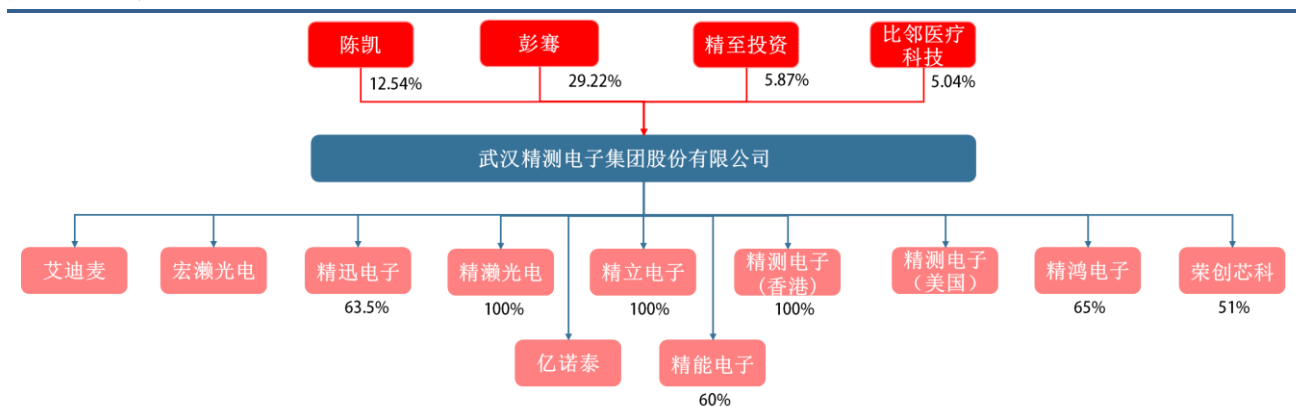 陈凯
彭骞
精至投资
比邻医疗
科技
12.54%
29.22%
5.87%
5.04%
武汉精测电子集团股份有限公司
艾迪麦
宏濑光电
精迅电子
精濑光电
精立电子
精测电子
(香港)
精测电子
（美国）
精鸿电子
荣创芯科
63.5%
100%
100%
100%
65%
51%
亿诺泰
精能电子
60%